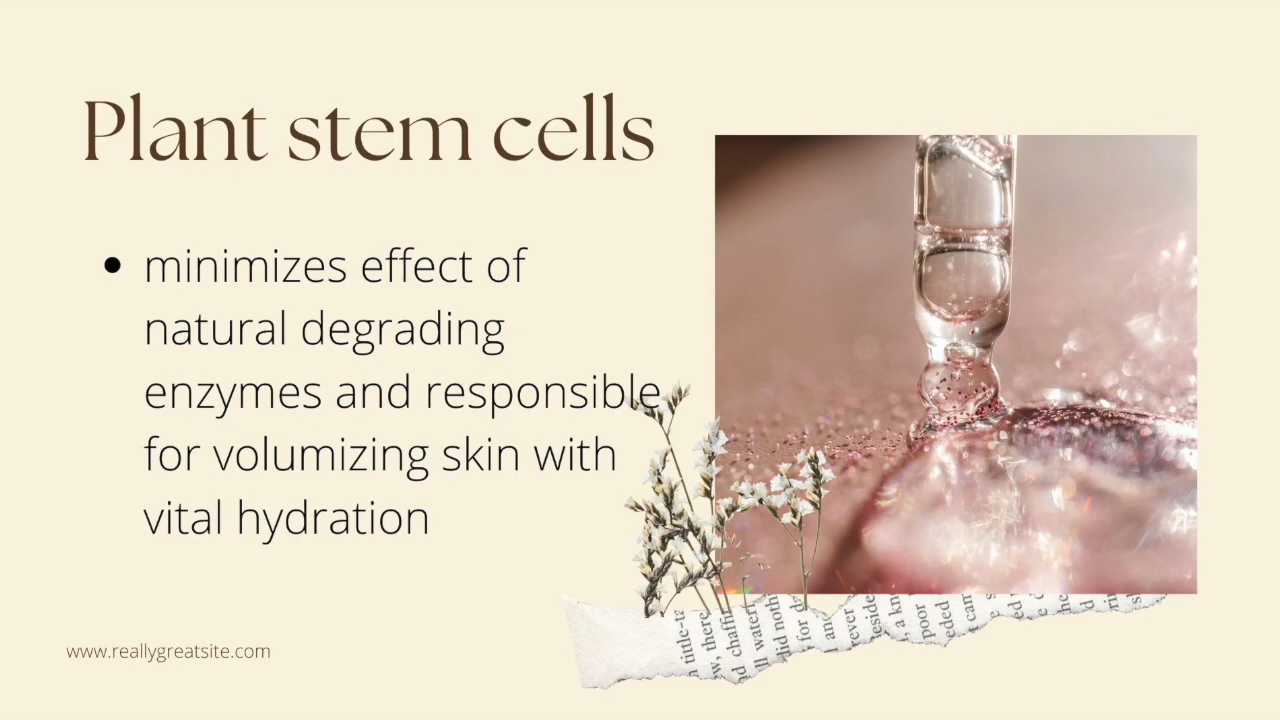 Plant stem cells
• minimizes effect of
natural degrading
enzymes and responsible
for volumizing skin with
vital hydration
www.reallygreatsite.com